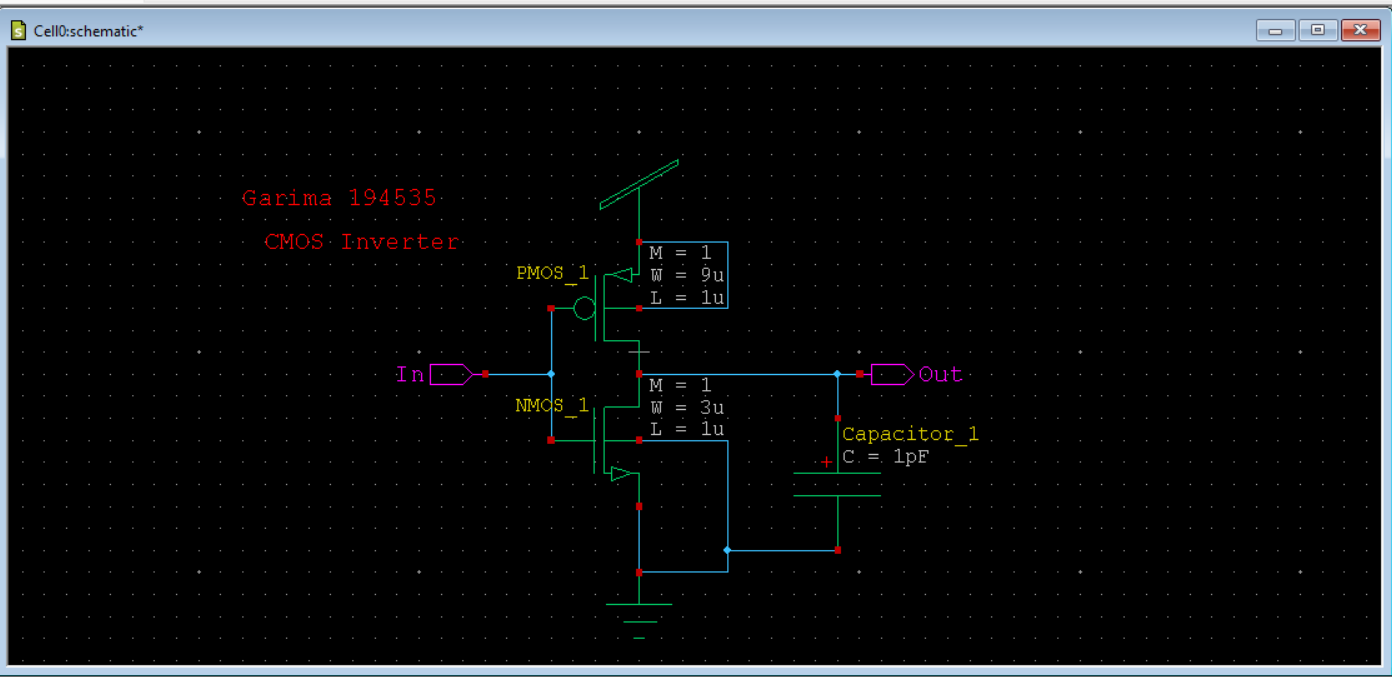 Cell0:schematic*
Garima 194535
CMOS Inverter
PMOS_1
M = 1
W = 9u
L = 1u
In
Out
NMOS_1
M = 1
W = 3u
L = 1u
Capacitor_1
C = 1pF